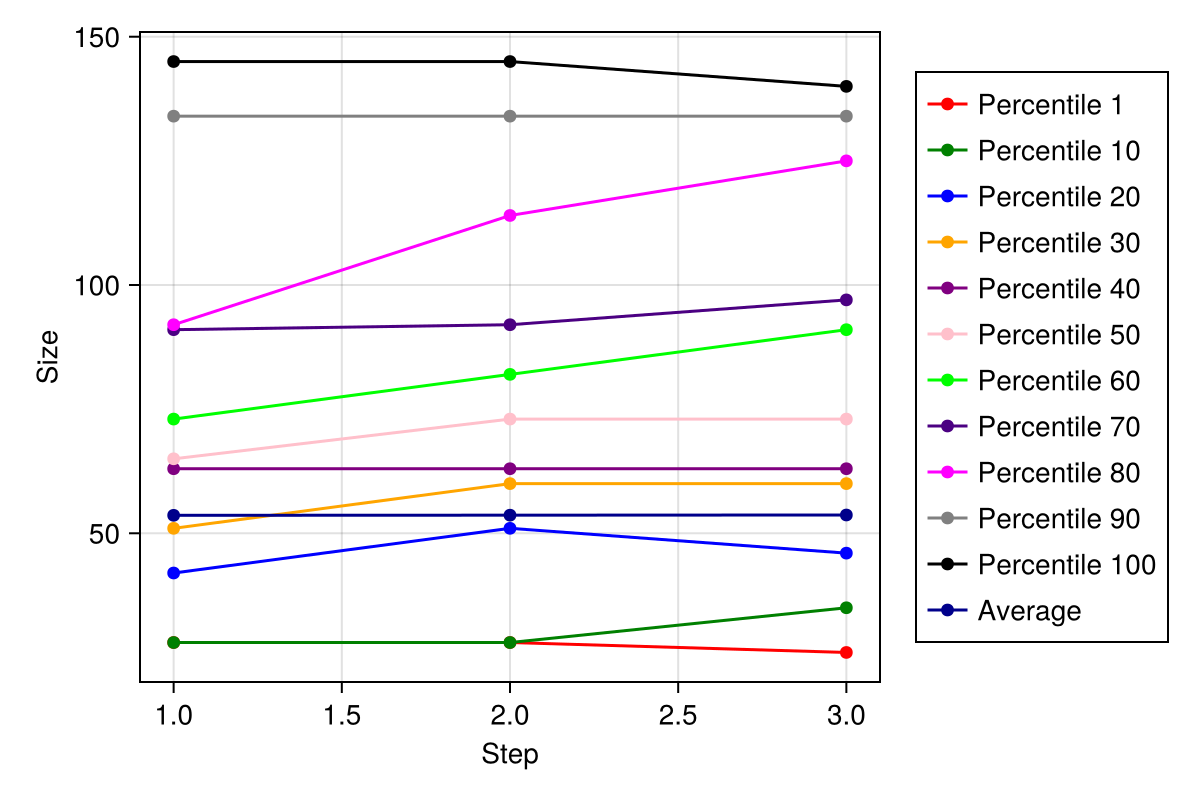 150
100
50
Size
1.0
1.5
2.0
2.5
3.0
Step
Percentile 1
Percentile 10
Percentile 20
Percentile 30
Percentile 40
Percentile 50
Percentile 60
Percentile 70
Percentile 80
Percentile 90
Percentile 100
Average